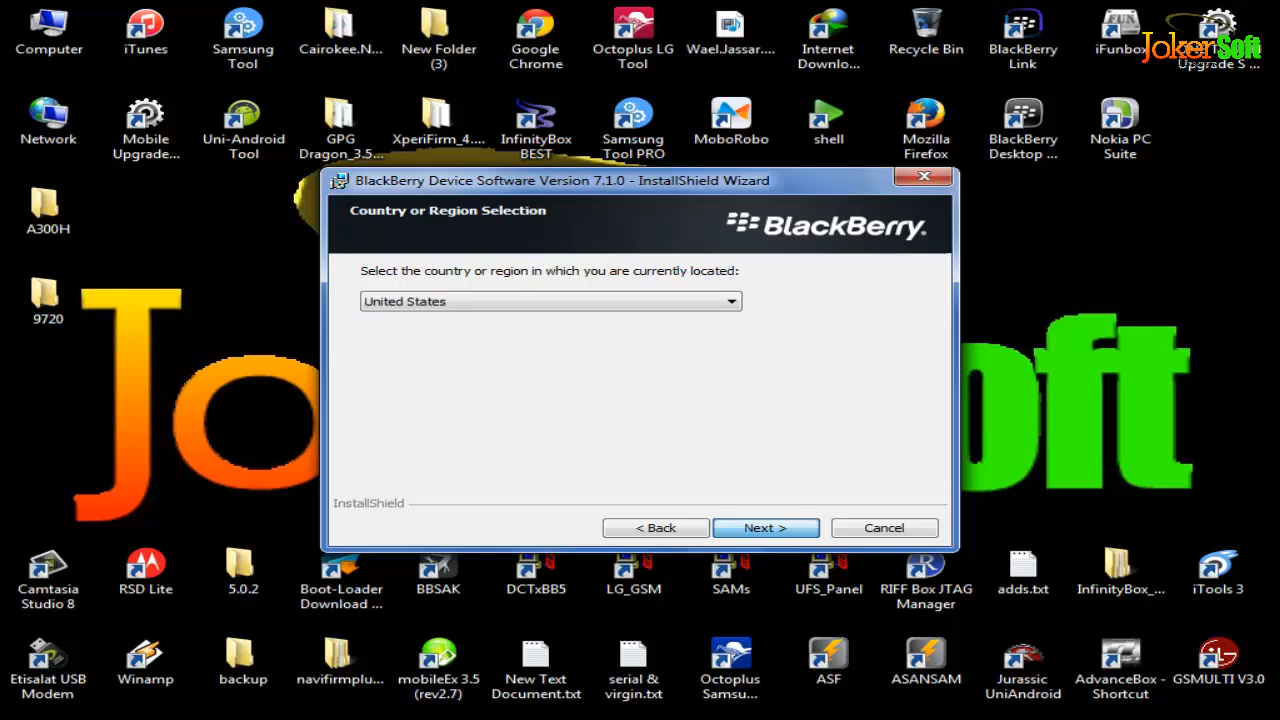 Computer
iTunes
Samsung
Tool
Cairokee.N...
New Folder
(3)
Google
Chrome
Octoplus LG
Tool
Wael.Jassar....
Internet
Downlo...
Recycle Bin
BlackBerry
Link
iFunbox
Upgrade S ...
JokerSoft
Network
Mobile
Upgrade...
Uni-Android
Tool
GPG
Dragon_3.5...
XperiFirm_4....
InfinityBox
BEST
Samsung
Tool PRO
MoboRobo
shell
Mozilla
Firefox
BlackBerry
Desktop ...
Nokia PC
Suite
A300H
9720
BlackBerry Device Software Version 7.1.0 - InstallShield Wizard
Country or Region Selection
BlackBerry.
Select the country or region in which you are currently located:
United States
InstallShield
< Back
Next >
Cancel
Camtasia
Studio 8
RSD Lite
5.0.2
Boot-Loader
Download ...
BBSAK
DCTxBB5
LG_GSM
SAMs
UFS_Panel
RIFF Box JTAG
Manager
adds.txt
InfinityBox_...
iTools 3
Etisalat USB
Modem
Winamp
backup
navifirmplu...
mobileEx 3.5
(rev2.7)
New Text
Document.txt
serial &
virgin.txt
Octoplus
Samsu...
ASF
ASANSAM
Jurassic
UniAndroid
AdvanceBox -
Shortcut
GSMULTI V3.0